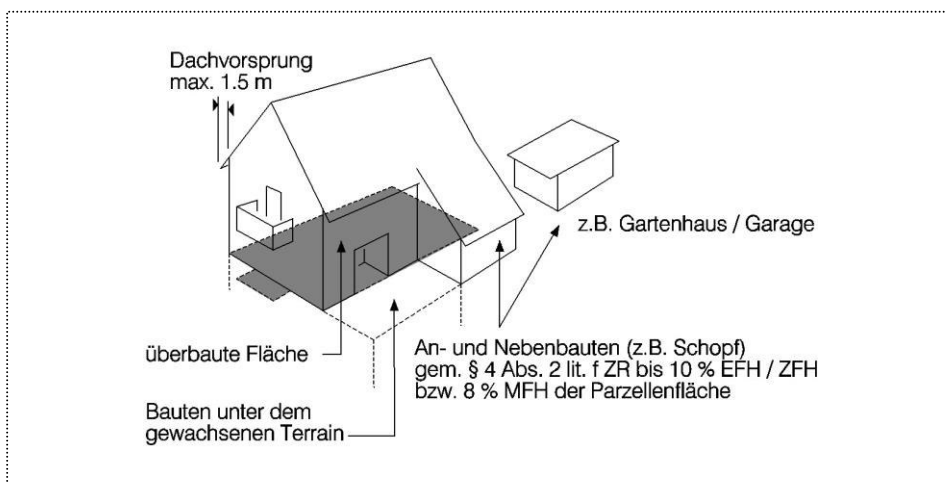 Dachvorsprung
max. 1.5 m
z.B. Gartenhaus / Garage
überbaute Fläche
An- und Nebenbauten (z.B. Schopf)
gem. § 4 Abs. 2 lit. f ZR bis 10 % EFH / ZFH
bzw. 8 % MFH der Parzellenfläche
Bauten unter dem
gewachsenen Terrain